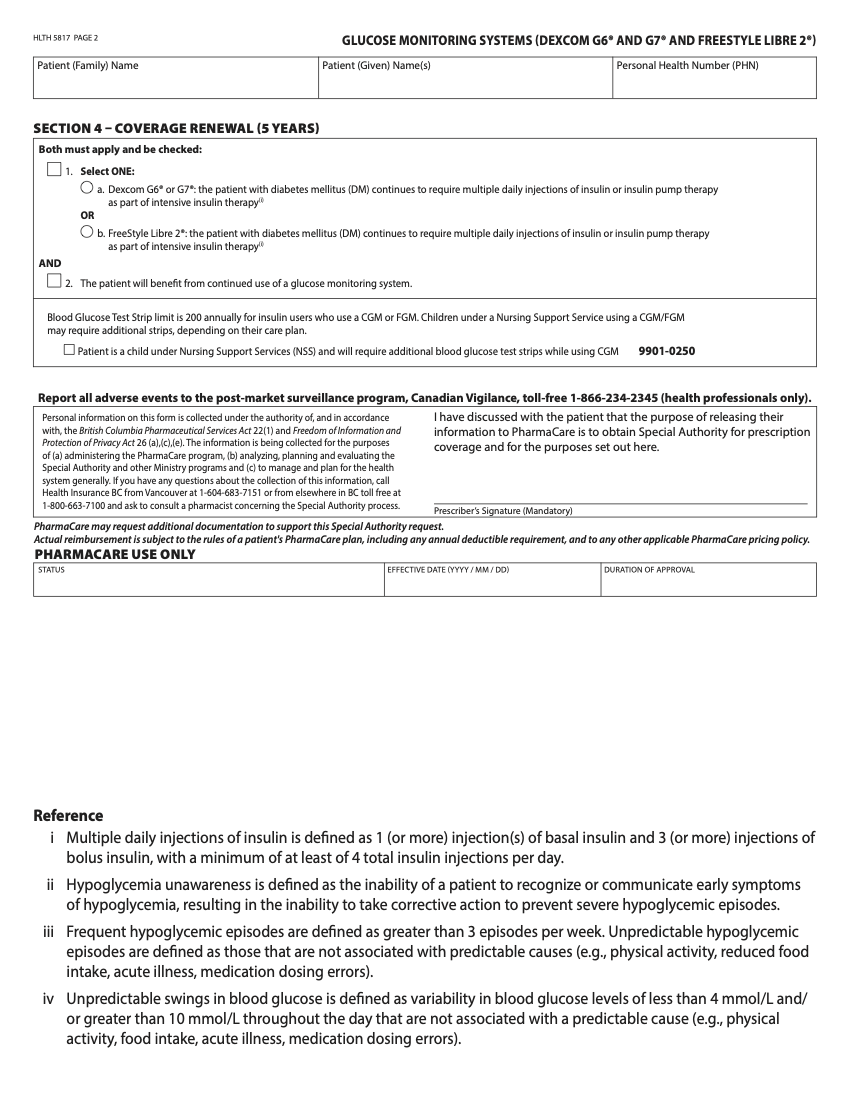 HLTH 5817 PAGE 2
GLUCOSE MONITORING SYSTEMS (DEXCOM G6® AND G7® AND FREESTYLE LIBRE 2®)
Patient (Family) Name
Patient (Given) Name(s)
Personal Health Number (PHN)
SECTION 4 – COVERAGE RENEWAL (5 YEARS)
Both must apply and be checked:
1. Select ONE:
a. Dexcom G6® or G7®: the patient with diabetes mellitus (DM) continues to require multiple daily injections of insulin or insulin pump therapy
as part of intensive insulin therapy(i)
OR
b. FreeStyle Libre 2®: the patient with diabetes mellitus (DM) continues to require multiple daily injections of insulin or insulin pump therapy
as part of intensive insulin therapy(i)
AND
2. The patient will benefit from continued use of a glucose monitoring system.
Blood Glucose Test Strip limit is 200 annually for insulin users who use a CGM or FGM. Children under a Nursing Support Service using a CGM/FGM
may require additional strips, depending on their care plan.
Patient is a child under Nursing Support Services (NSS) and will require additional blood glucose test strips while using CGM 9901-0250
Report all adverse events to the post-market surveillance program, Canadian Vigilance, toll-free 1-866-234-2345 (health professionals only).
Personal information on this form is collected under the authority of, and in accordance
with, the British Columbia Pharmaceutical Services Act 22(1) and Freedom of Information and
Protection of Privacy Act 26 (a),(c),(e). The information is being collected for the purposes
of (a) administering the PharmaCare program, (b) analyzing, planning and evaluating the
Special Authority and other Ministry programs and (c) to manage and plan for the health
system generally. If you have any questions about the collection of this information, call
Health Insurance BC from Vancouver at 1-604-683-7151 or from elsewhere in BC toll free at
1-800-663-7100 and ask to consult a pharmacist concerning the Special Authority process.
I have discussed with the patient that the purpose of releasing their
information to PharmaCare is to obtain Special Authority for prescription
coverage and for the purposes set out here.
Prescriber's Signature (Mandatory)
PharmaCare may request additional documentation to support this Special Authority request.
Actual reimbursement is subject to the rules of a patient's PharmaCare plan, including any annual deductible requirement, and to any other applicable PharmaCare pricing policy.
PHARMACARE USE ONLY
STATUS
EFFECTIVE DATE (YYYY / MM / DD)
DURATION OF APPROVAL
Reference
i Multiple daily injections of insulin is defined as 1 (or more) injection(s) of basal insulin and 3 (or more) injections of
bolus insulin, with a minimum of at least of 4 total insulin injections per day.
ii Hypoglycemia unawareness is defined as the inability of a patient to recognize or communicate early symptoms
of hypoglycemia, resulting in the inability to take corrective action to prevent severe hypoglycemic episodes.
iii Frequent hypoglycemic episodes are defined as greater than 3 episodes per week. Unpredictable hypoglycemic
episodes are defined as those that are not associated with predictable causes (e.g., physical activity, reduced food
intake, acute illness, medication dosing errors).
iv Unpredictable swings in blood glucose is defined as variability in blood glucose levels of less than 4 mmol/L and/
or greater than 10 mmol/L throughout the day that are not associated with a predictable cause (e.g., physical
activity, food intake, acute illness, medication dosing errors).